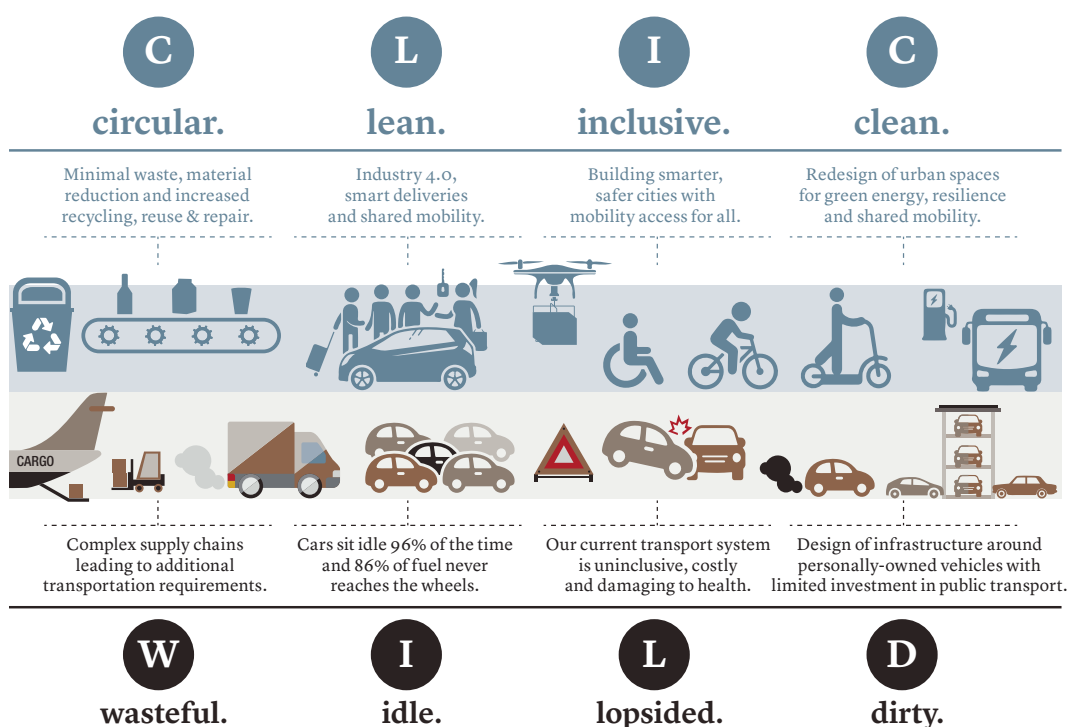 C
L
I
C
circular.
lean.
inclusive.
clean.
Minimal waste, material
reduction and increased
recycling, reuse & repair.
Industry 4.0,
smart deliveries
and shared mobility.
Building smarter,
safer cities with
mobility access for all.
Redesign of urban spaces
for green energy, resilience
and shared mobility.
CARGO
Complex supply chains
leading to additional
transportation requirements.
Cars sit idle 96% of the time
and 86% of fuel never
reaches the wheels.
Our current transport system
is uninclusive, costly
and damaging to health.
Design of infrastructure around
personally-owned vehicles with
limited investment in public transport.
W
I
L
D
wasteful.
idle.
lopsided.
dirty.